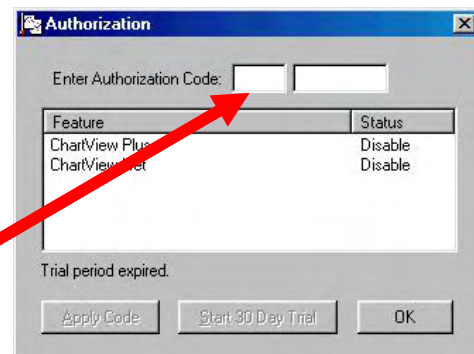 Authorization
Enter Authorization Code:
Feature Status
ChartView Plus Disable
ChartView Net Disable
Trial period expired.
Apply Code Start 30 Day Trial OK